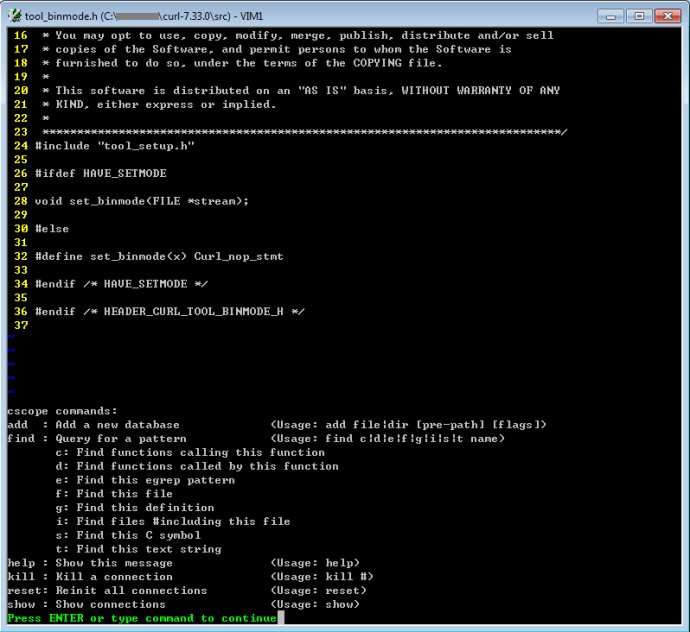 tool_binmode.h (C:\ \curl-7.33.0\src) - VIM1
16 * You may opt to use, copy, modify, merge, publish, distribute and/or sell
17 * copies of the Software, and permit persons to whom the Software is
18 * furnished to do so, under the terms of the COPYING file.
19 *
20 * This software is distributed on an "AS IS" basis, WITHOUT WARRANTY OF ANY
21 * KIND, either express or implied.
22 *
23 ***************************************************************************/
24 #include "tool_setup.h"
25
26 #ifdef HAVE_SETMODE
27
28 void set_binmode(FILE *stream);
29
30 #else
31
32 #define set_binmode(x) Curl_nop_stmt
33
34 #endif /* HAVE_SETMODE */
35
36 #endif /* HEADER_CURL_TOOL_BINMODE_H */
37
~
~
~
~
~
cscope commands:
add  : Add a new database             (Usage: add file|dir [pre-path] [flags])
find : Query for a pattern            (Usage: find c|d|e|f|g|i|s|t name)
       c: Find functions calling this function
       d: Find functions called by this function
       e: Find this egrep pattern
       f: Find this file
       g: Find this definition
       i: Find files #including this file
       s: Find this C symbol
       t: Find this text string
help : Show this message              (Usage: help)
kill : Kill a connection              (Usage: kill #)
reset: Reinit all connections         (Usage: reset)
show : Show connections               (Usage: show)
Press ENTER or type command to continue